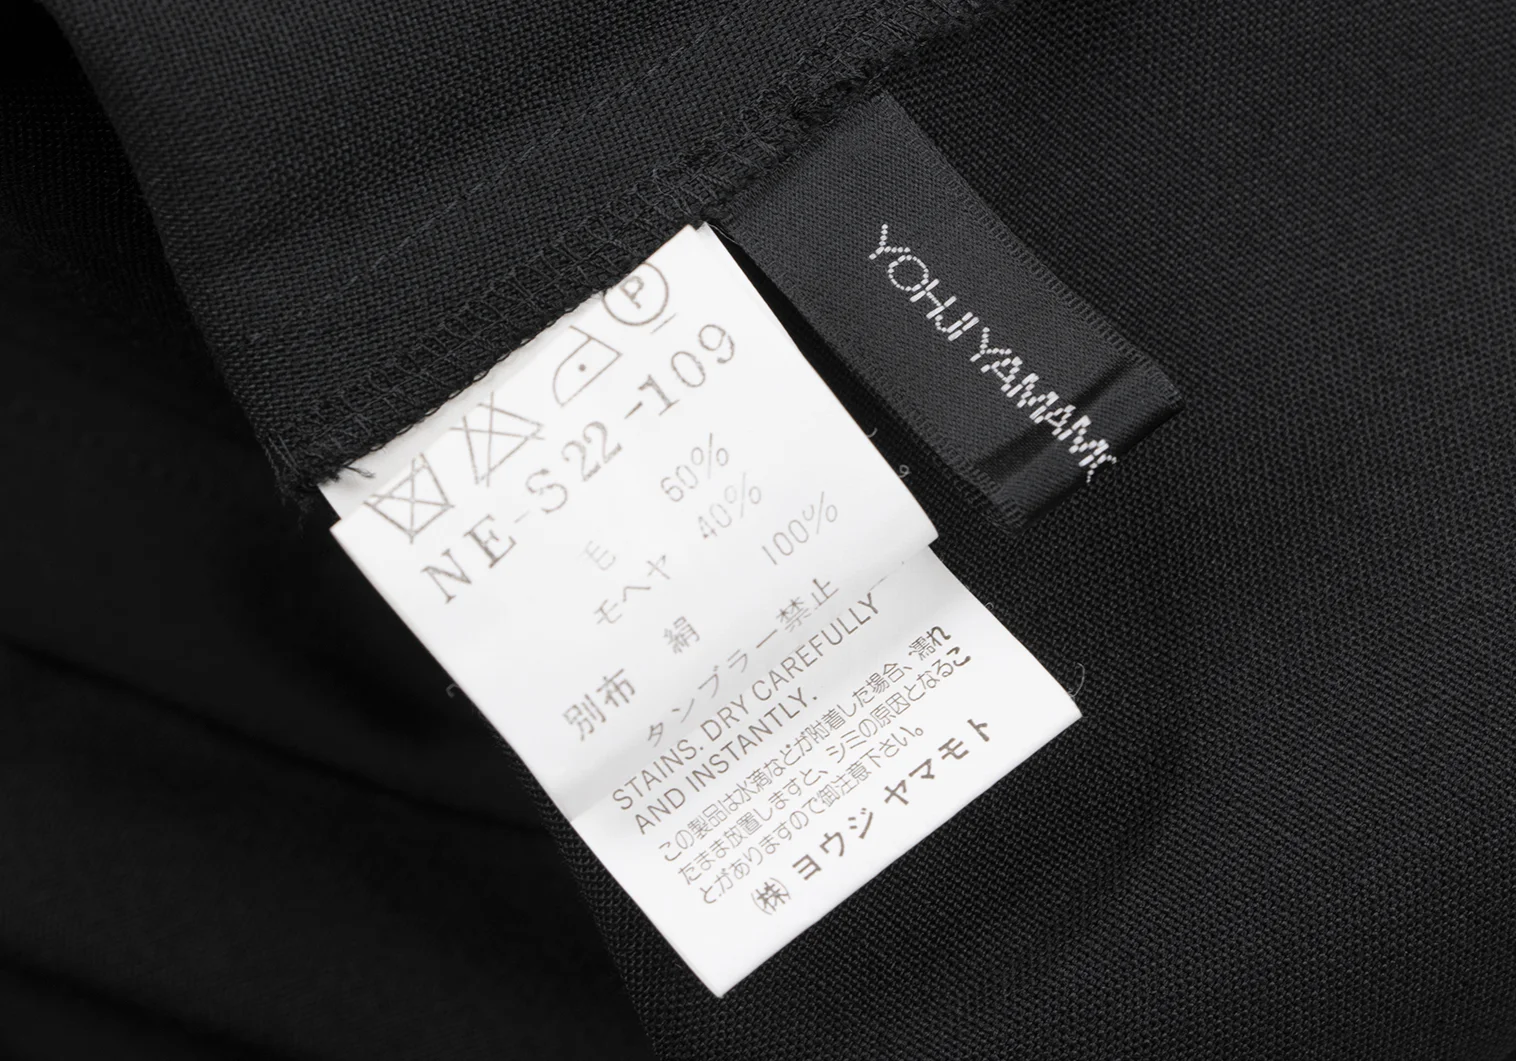 P
NE-S22-109
毛 60%
モヘヤ 40%
別布 絹 100%
タンブラー禁止
STAINS. DRY CAREFULLY
AND INSTANTLY.
この製品は水滴などが附着した場合、濡れ
たまま放置しますと、シミの原因となるこ
とがありますので御注意下さい。
(株) ヨウジ ヤマモト
YOHJI YAMAMO